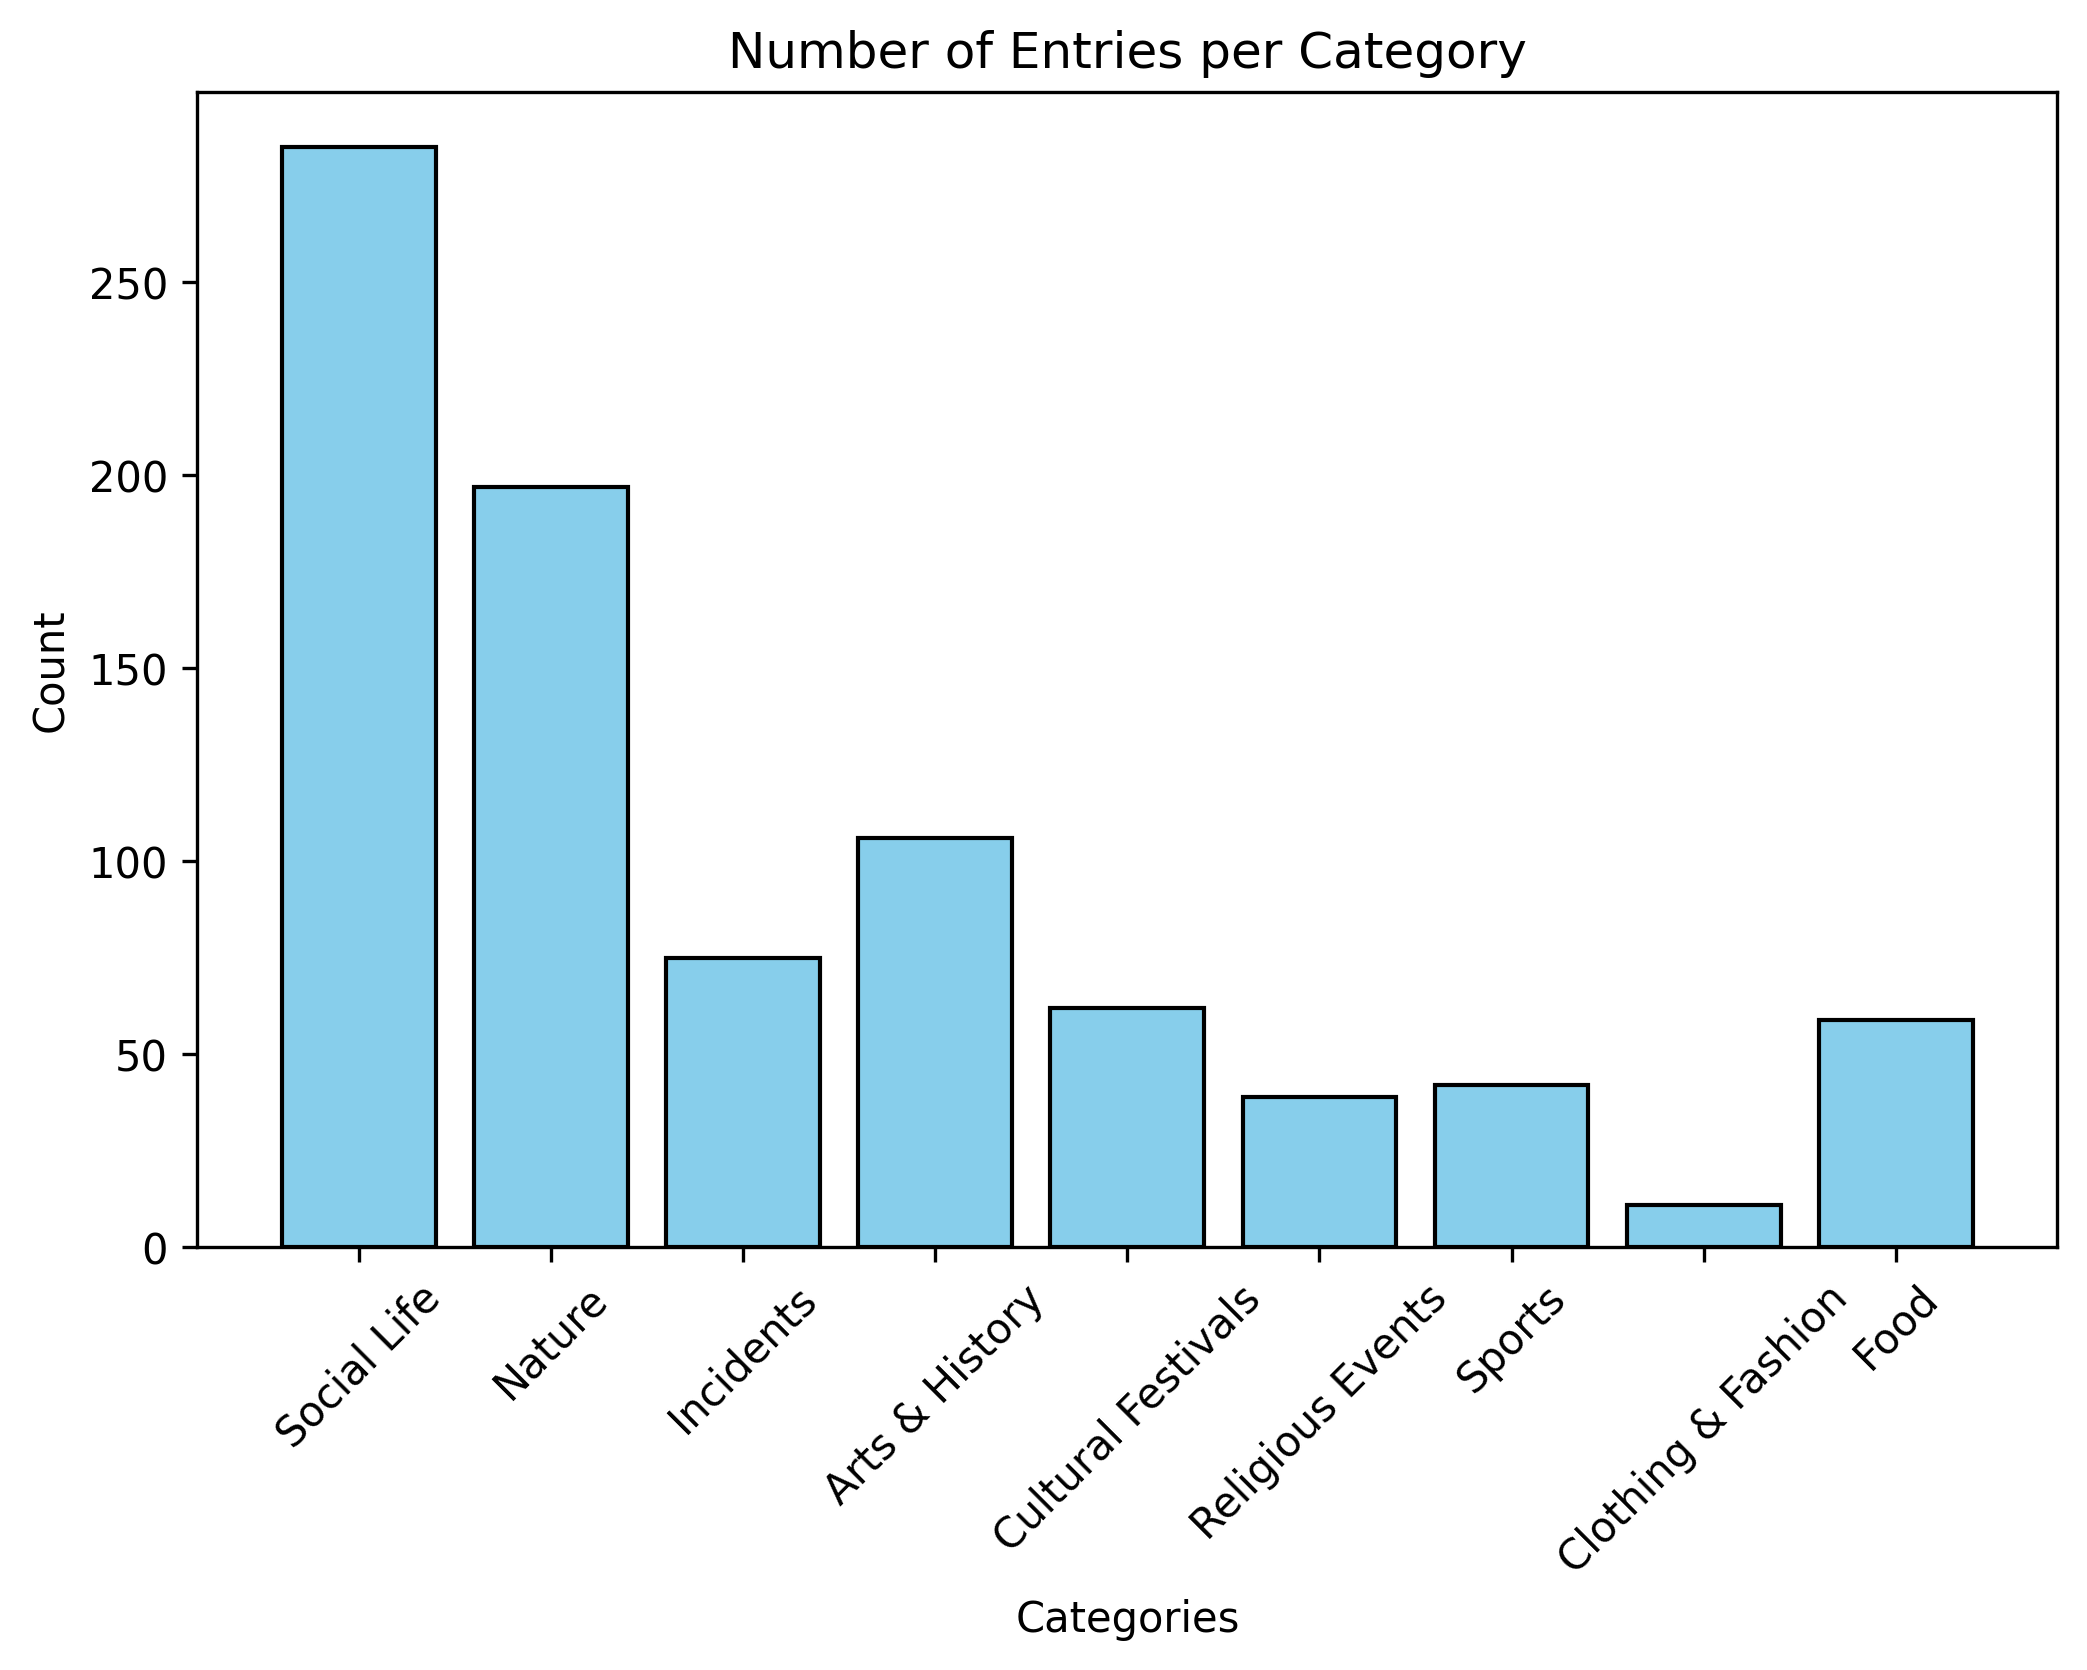 Number of Entries per Category
Count
250
200
150
100
50
0
Social Life
Nature
Incidents
Arts & History
Cultural Festivals
Religious Events
Sports
Clothing & Fashion
Food
Categories